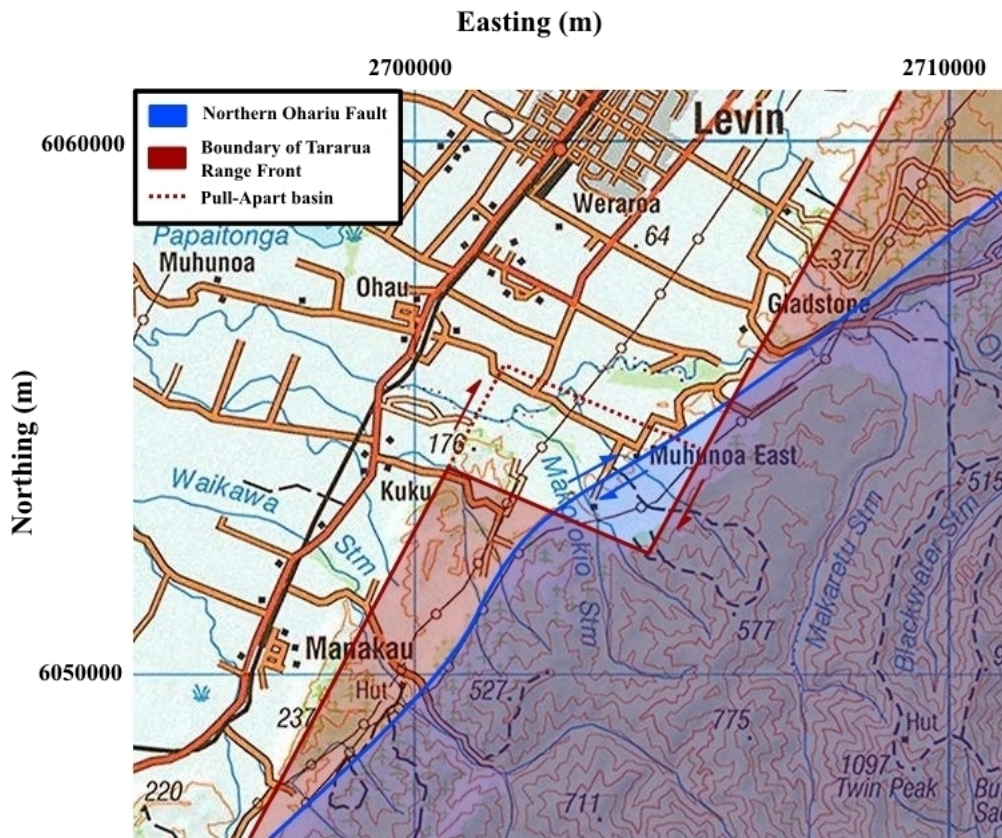 Easting (m)
2700000
2710000
6060000
6050000
Northing (m)
Northern Ohariu Fault
Boundary of Tararua
Range Front
Pull-Apart basin
Levin
Weraroa
64
Papaitonga
Muhunoa
Ohau
377
Gladstone
176
Muhunoa East
Kuku
Waikawa
Stm
Stm
Makaretu Stm
Blackwater Stm
515
500
577
Manakau
Hut
527
237
775
Hut
1097
Twin Peak
711
220